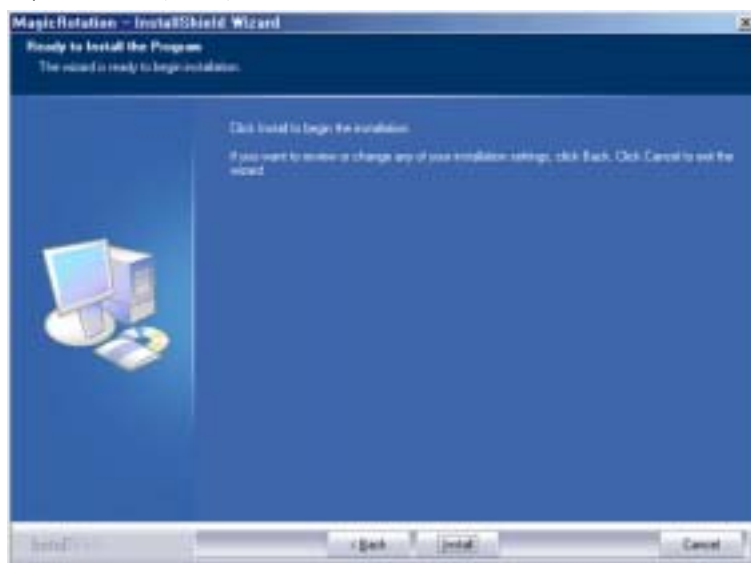 MagicRotation - InstallShield Wizard
Ready to Install the Program
The wizard is ready to begin installation.
Click Install to begin the installation.
If you want to review or change any of your installation settings, click Back. Click Cancel to exit the
wizard.
InstallShield
< Back
Install
Cancel